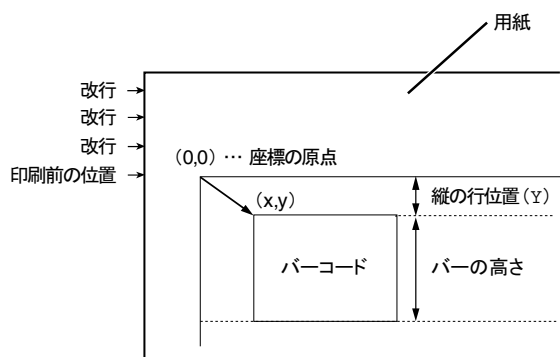 用紙
改行
改行
改行
印刷前の位置
(0,0) … 座標の原点
(x,y)
縦の行位置(Y)
バーコード
バーの高さ